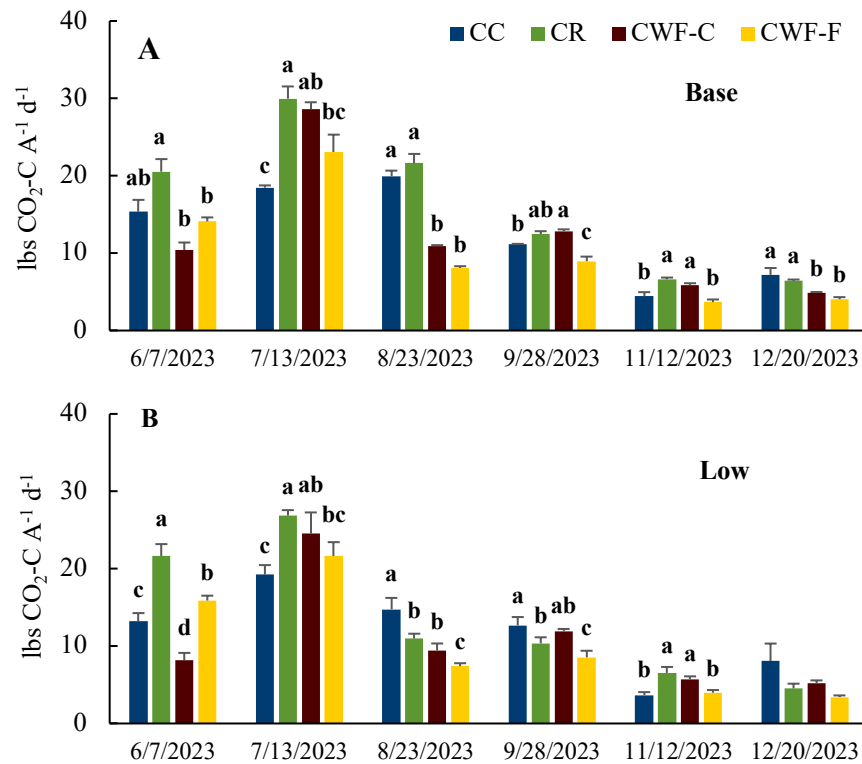 40
CC CR CWF-C CWF-F
A
Base
30
20
10
0
lbs CO₂-C A⁻¹ d⁻¹
ab a b b
c a ab bc
a a b b
b ab a c
b a a b
a a b b
6/7/2023 7/13/2023 8/23/2023 9/28/2023 11/12/2023 12/20/2023
40
B
Low
30
20
10
0
lbs CO₂-C A⁻¹ d⁻¹
c a d b
c a ab bc
a b b c
a b ab c
b a a b
6/7/2023 7/13/2023 8/23/2023 9/28/2023 11/12/2023 12/20/2023